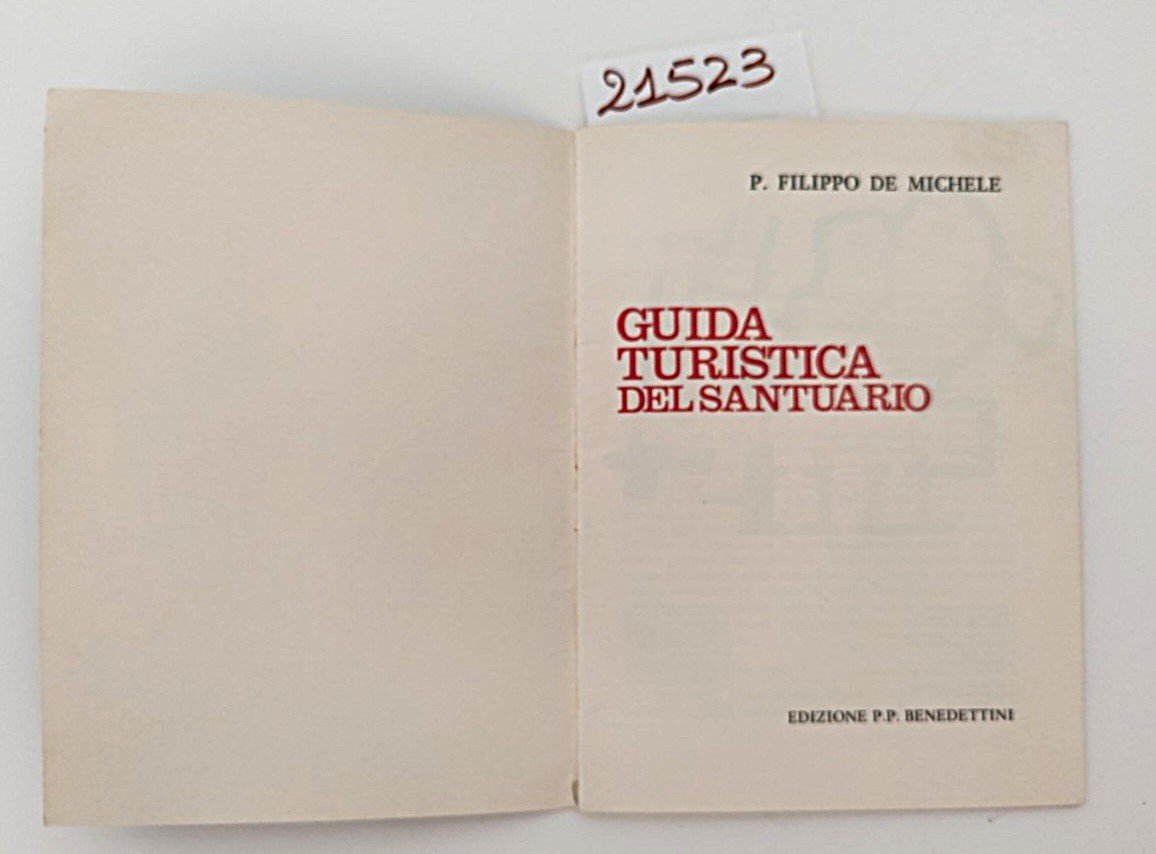 21523
P. FILIPPO DE MICHELE
GUIDA
TURISTICA
DEL SANTUARIO
EDIZIONE P.P. BENEDETTINI